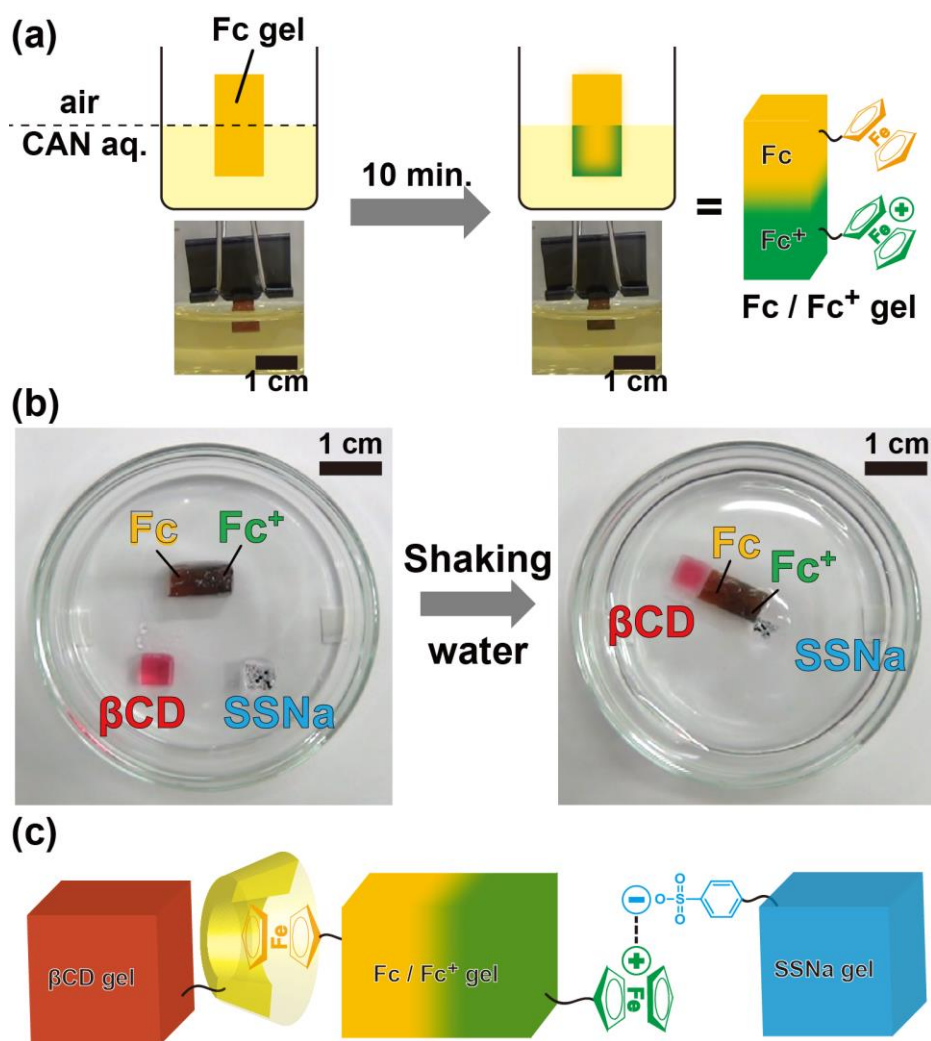 (a)
Fc gel
air
CAN aq.
10 min.
=
Fc
Fe
Fc⁺
Fe
+
Fc / Fc⁺ gel
1 cm
1 cm
(b)
1 cm
1 cm
Fc
Fc⁺
βCD
SSNa
Shaking
water
Fc
Fc⁺
βCD
SSNa
(c)
βCD gel
Fe
Fc / Fc⁺ gel
+
Fe
−
O
O
S
O
SSNa gel